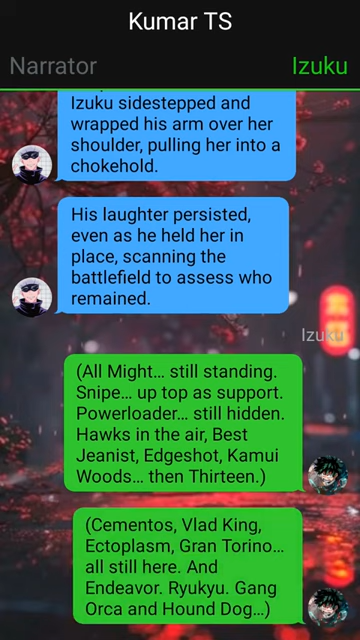 Kumar TS
Narrator
Izuku
Izuku sidestepped and
wrapped his arm over her
shoulder, pulling her into a
chokehold.
His laughter persisted,
even as he held her in
place, scanning the
battlefield to assess who
remained.
Izuku
(All Might... still standing.
Snipe... up top as support.
Powerloader... still hidden.
Hawks in the air, Best
Jeanist, Edgeshot, Kamui
Woods... then Thirteen.)
(Cementos, Vlad King,
Ectoplasm, Gran Torino...
all still here. And
Endeavor. Ryukyu. Gang
Orca and Hound Dog...)